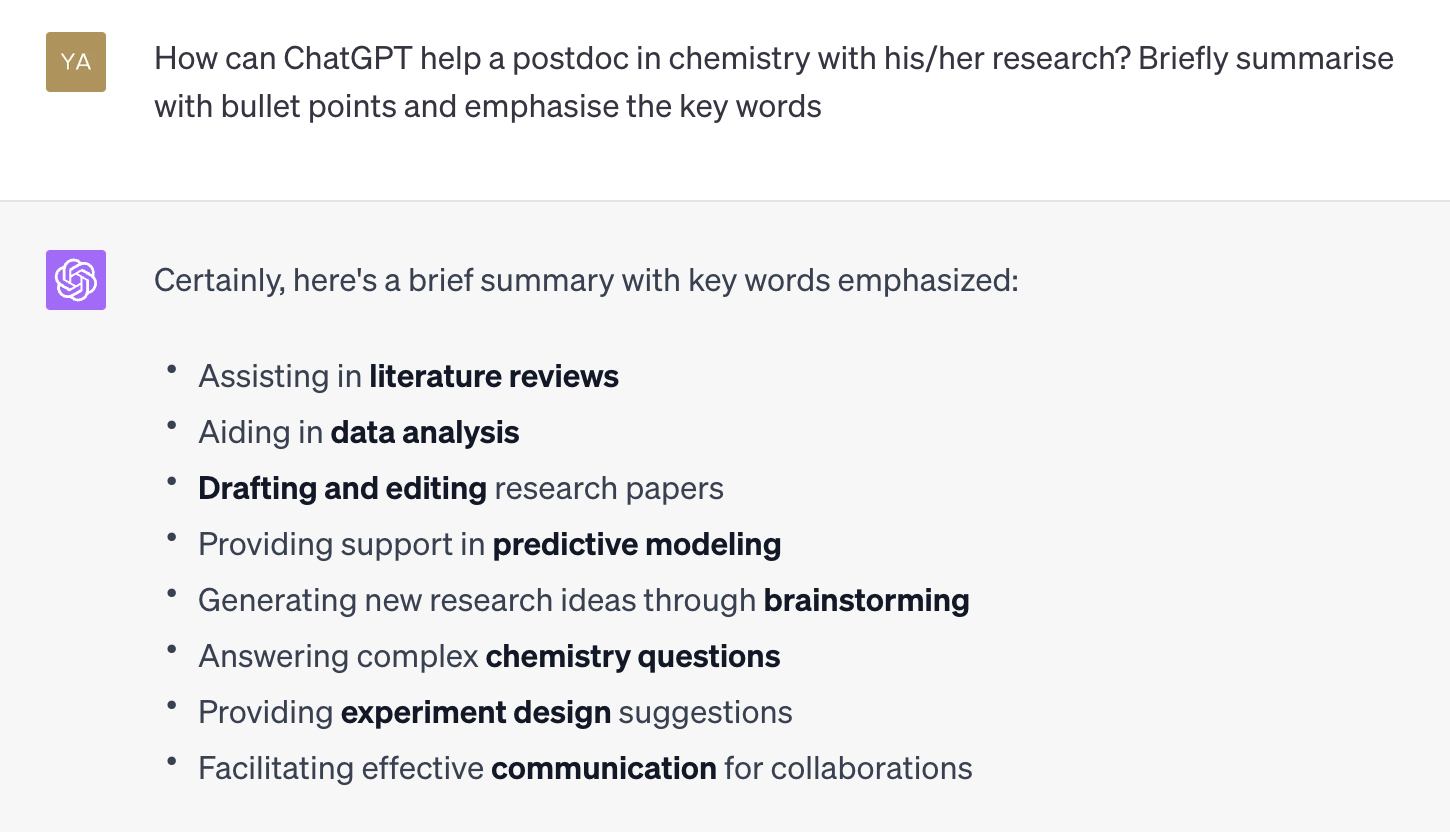 YA
How can ChatGPT help a postdoc in chemistry with his/her research? Briefly summarise
with bullet points and emphasise the key words
Certainly, here's a brief summary with key words emphasized:
• Assisting in literature reviews
• Aiding in data analysis
• Drafting and editing research papers
• Providing support in predictive modeling
• Generating new research ideas through brainstorming
• Answering complex chemistry questions
• Providing experiment design suggestions
• Facilitating effective communication for collaborations